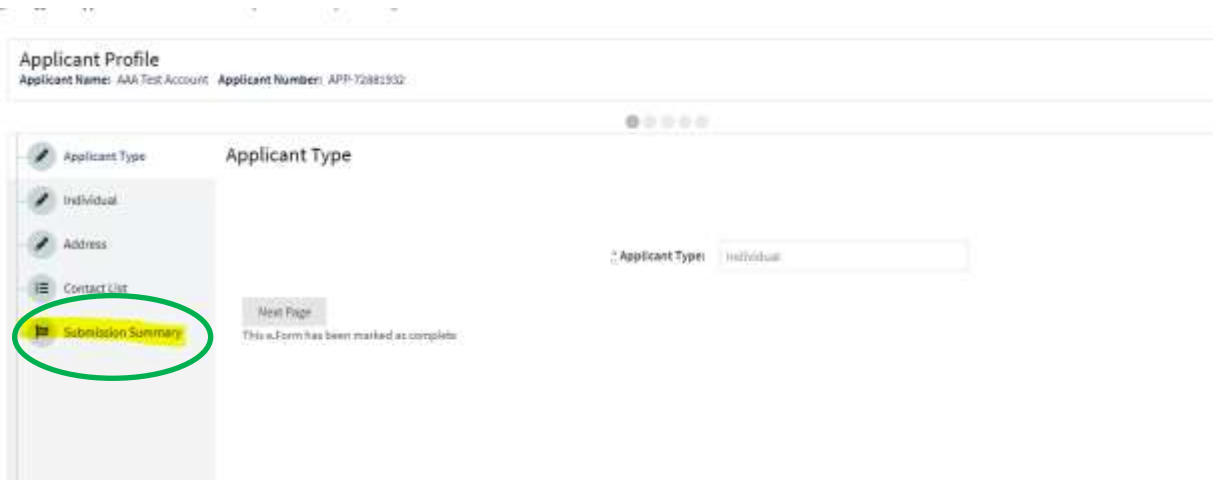 Applicant Profile
Applicant Name: AAA Test Account Applicant Number: APP-72881932
Applicant Type
Applicant Type
Individual
Address
* Applicant Type: Individual
Contact List
Next Page
Submission Summary
This e.Form has been marked as complete